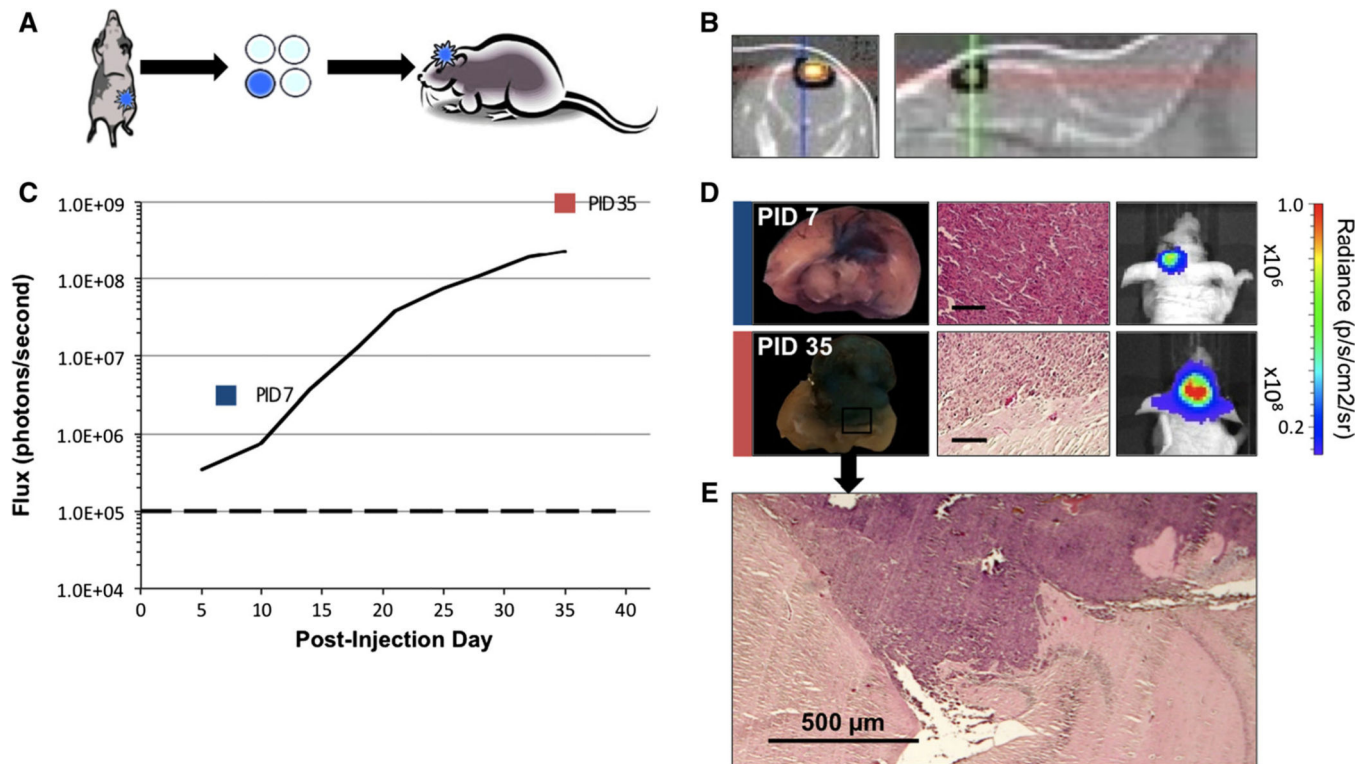 A
B
C
Flux (photons/second)
1.0E+09
1.0E+08
1.0E+07
1.0E+06
1.0E+05
1.0E+04
PID 35
PID 7
0 5 10 15 20 25 30 35 40
Post-Injection Day
D
PID 7
PID 35
1.0
0.2
x10⁶
x10⁸
Radiance (p/s/cm2/sr)
E
500 μm